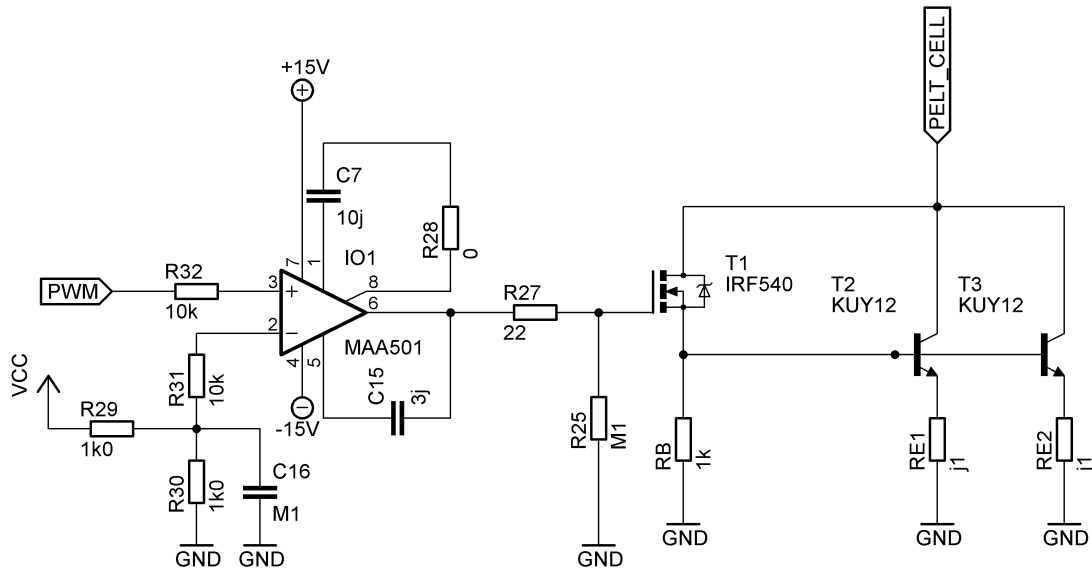 PELT_CELL
+15V
C7
10j
R28
0
IO1
7
1
8
PWM
R32
10k
3
6
2
MAA501
4
5
-15V
R27
22
T1
IRF540
T2
KUY12
T3
KUY12
VCC
R31
10k
C15
3j
R29
1k0
R30
1k0
C16
M1
R25
M1
RB
1k
RE1
j1
RE2
j1
GND
GND
GND
GND
GND
GND